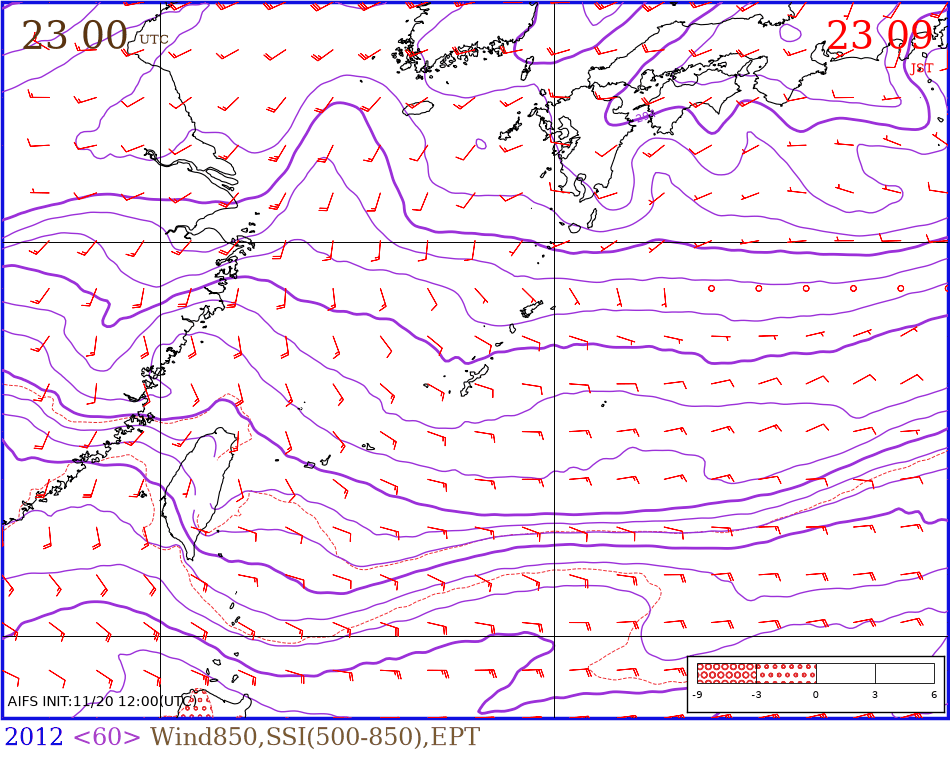 23 00 UTC
23 09
JST
-9 -3 0 3 6
AIFS INIT:11/20 12:00(UTC)
2012 <60> Wind850,SSI(500-850),EPT